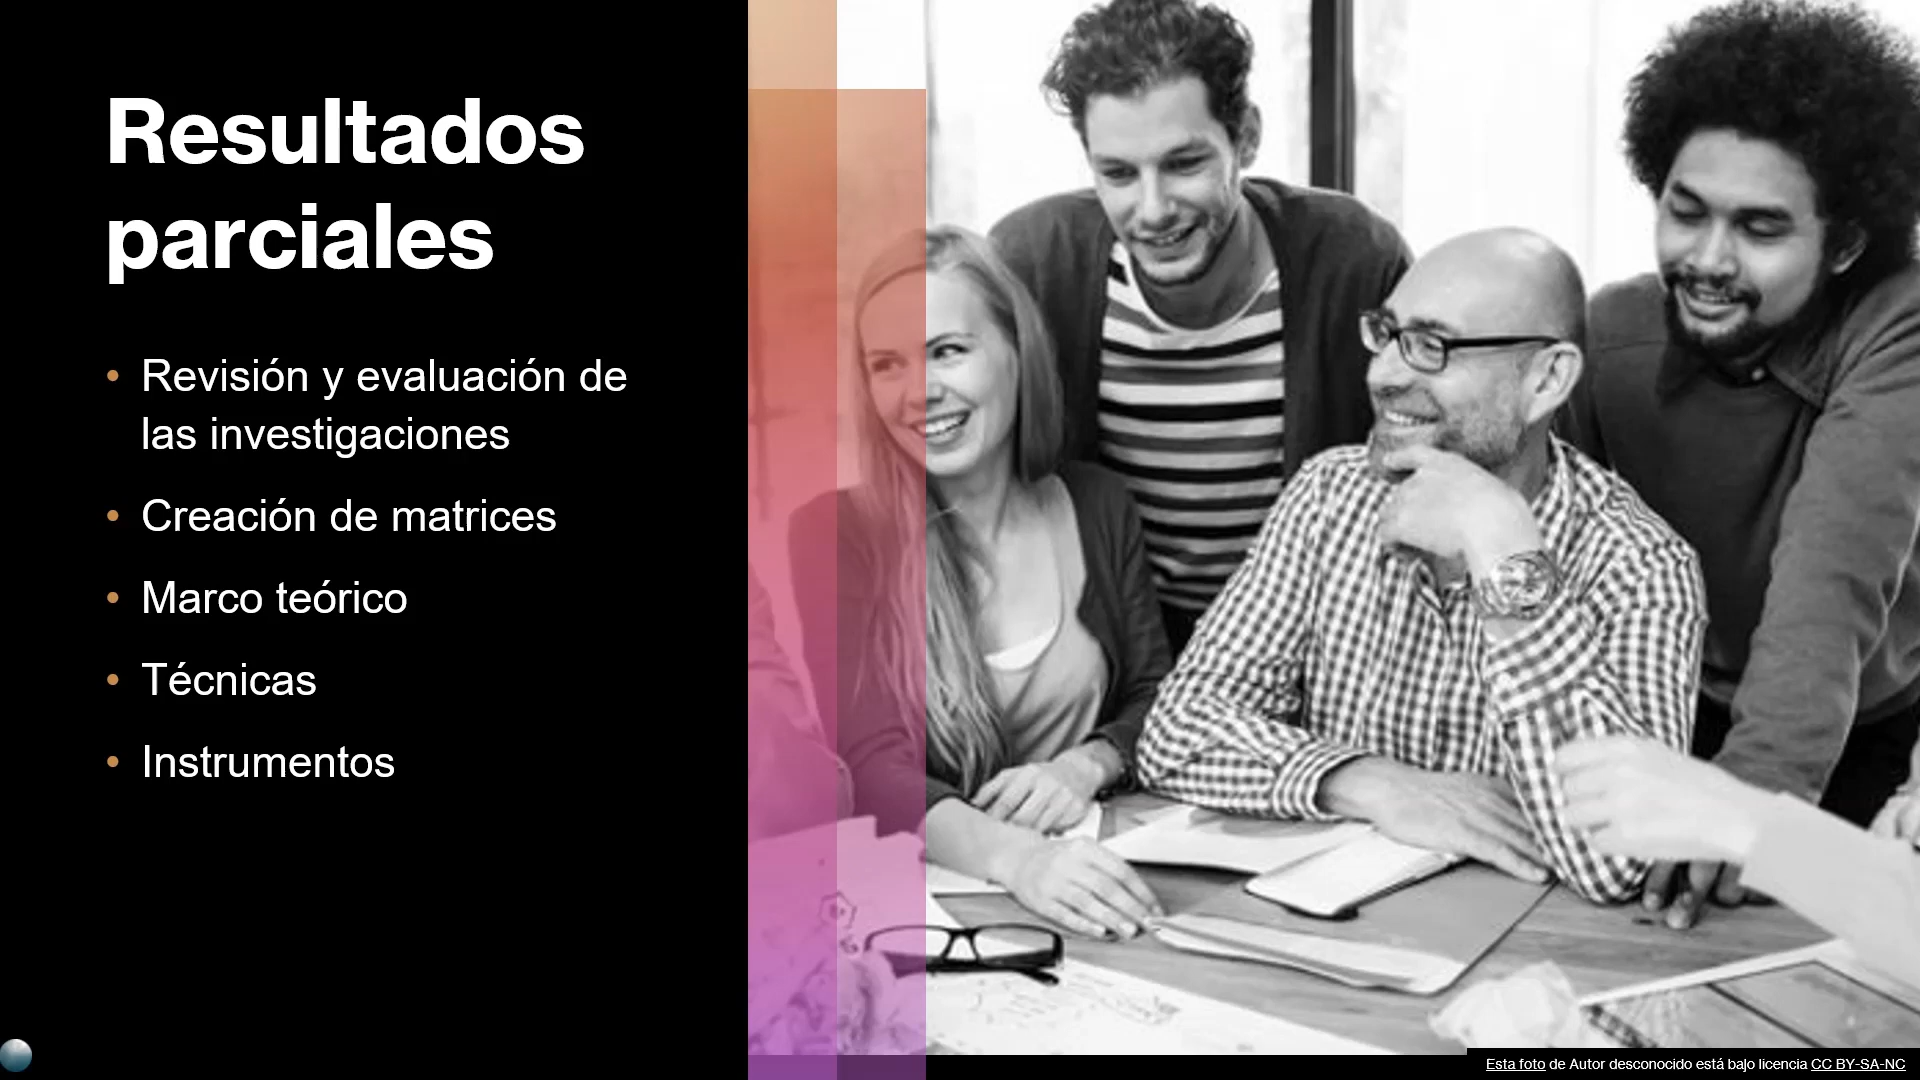 Resultados
parciales
• Revisión y evaluación de
las investigaciones
• Creación de matrices
• Marco teórico
• Técnicas
• Instrumentos
Esta foto de Autor desconocido está bajo licencia CC BY-SA-NC